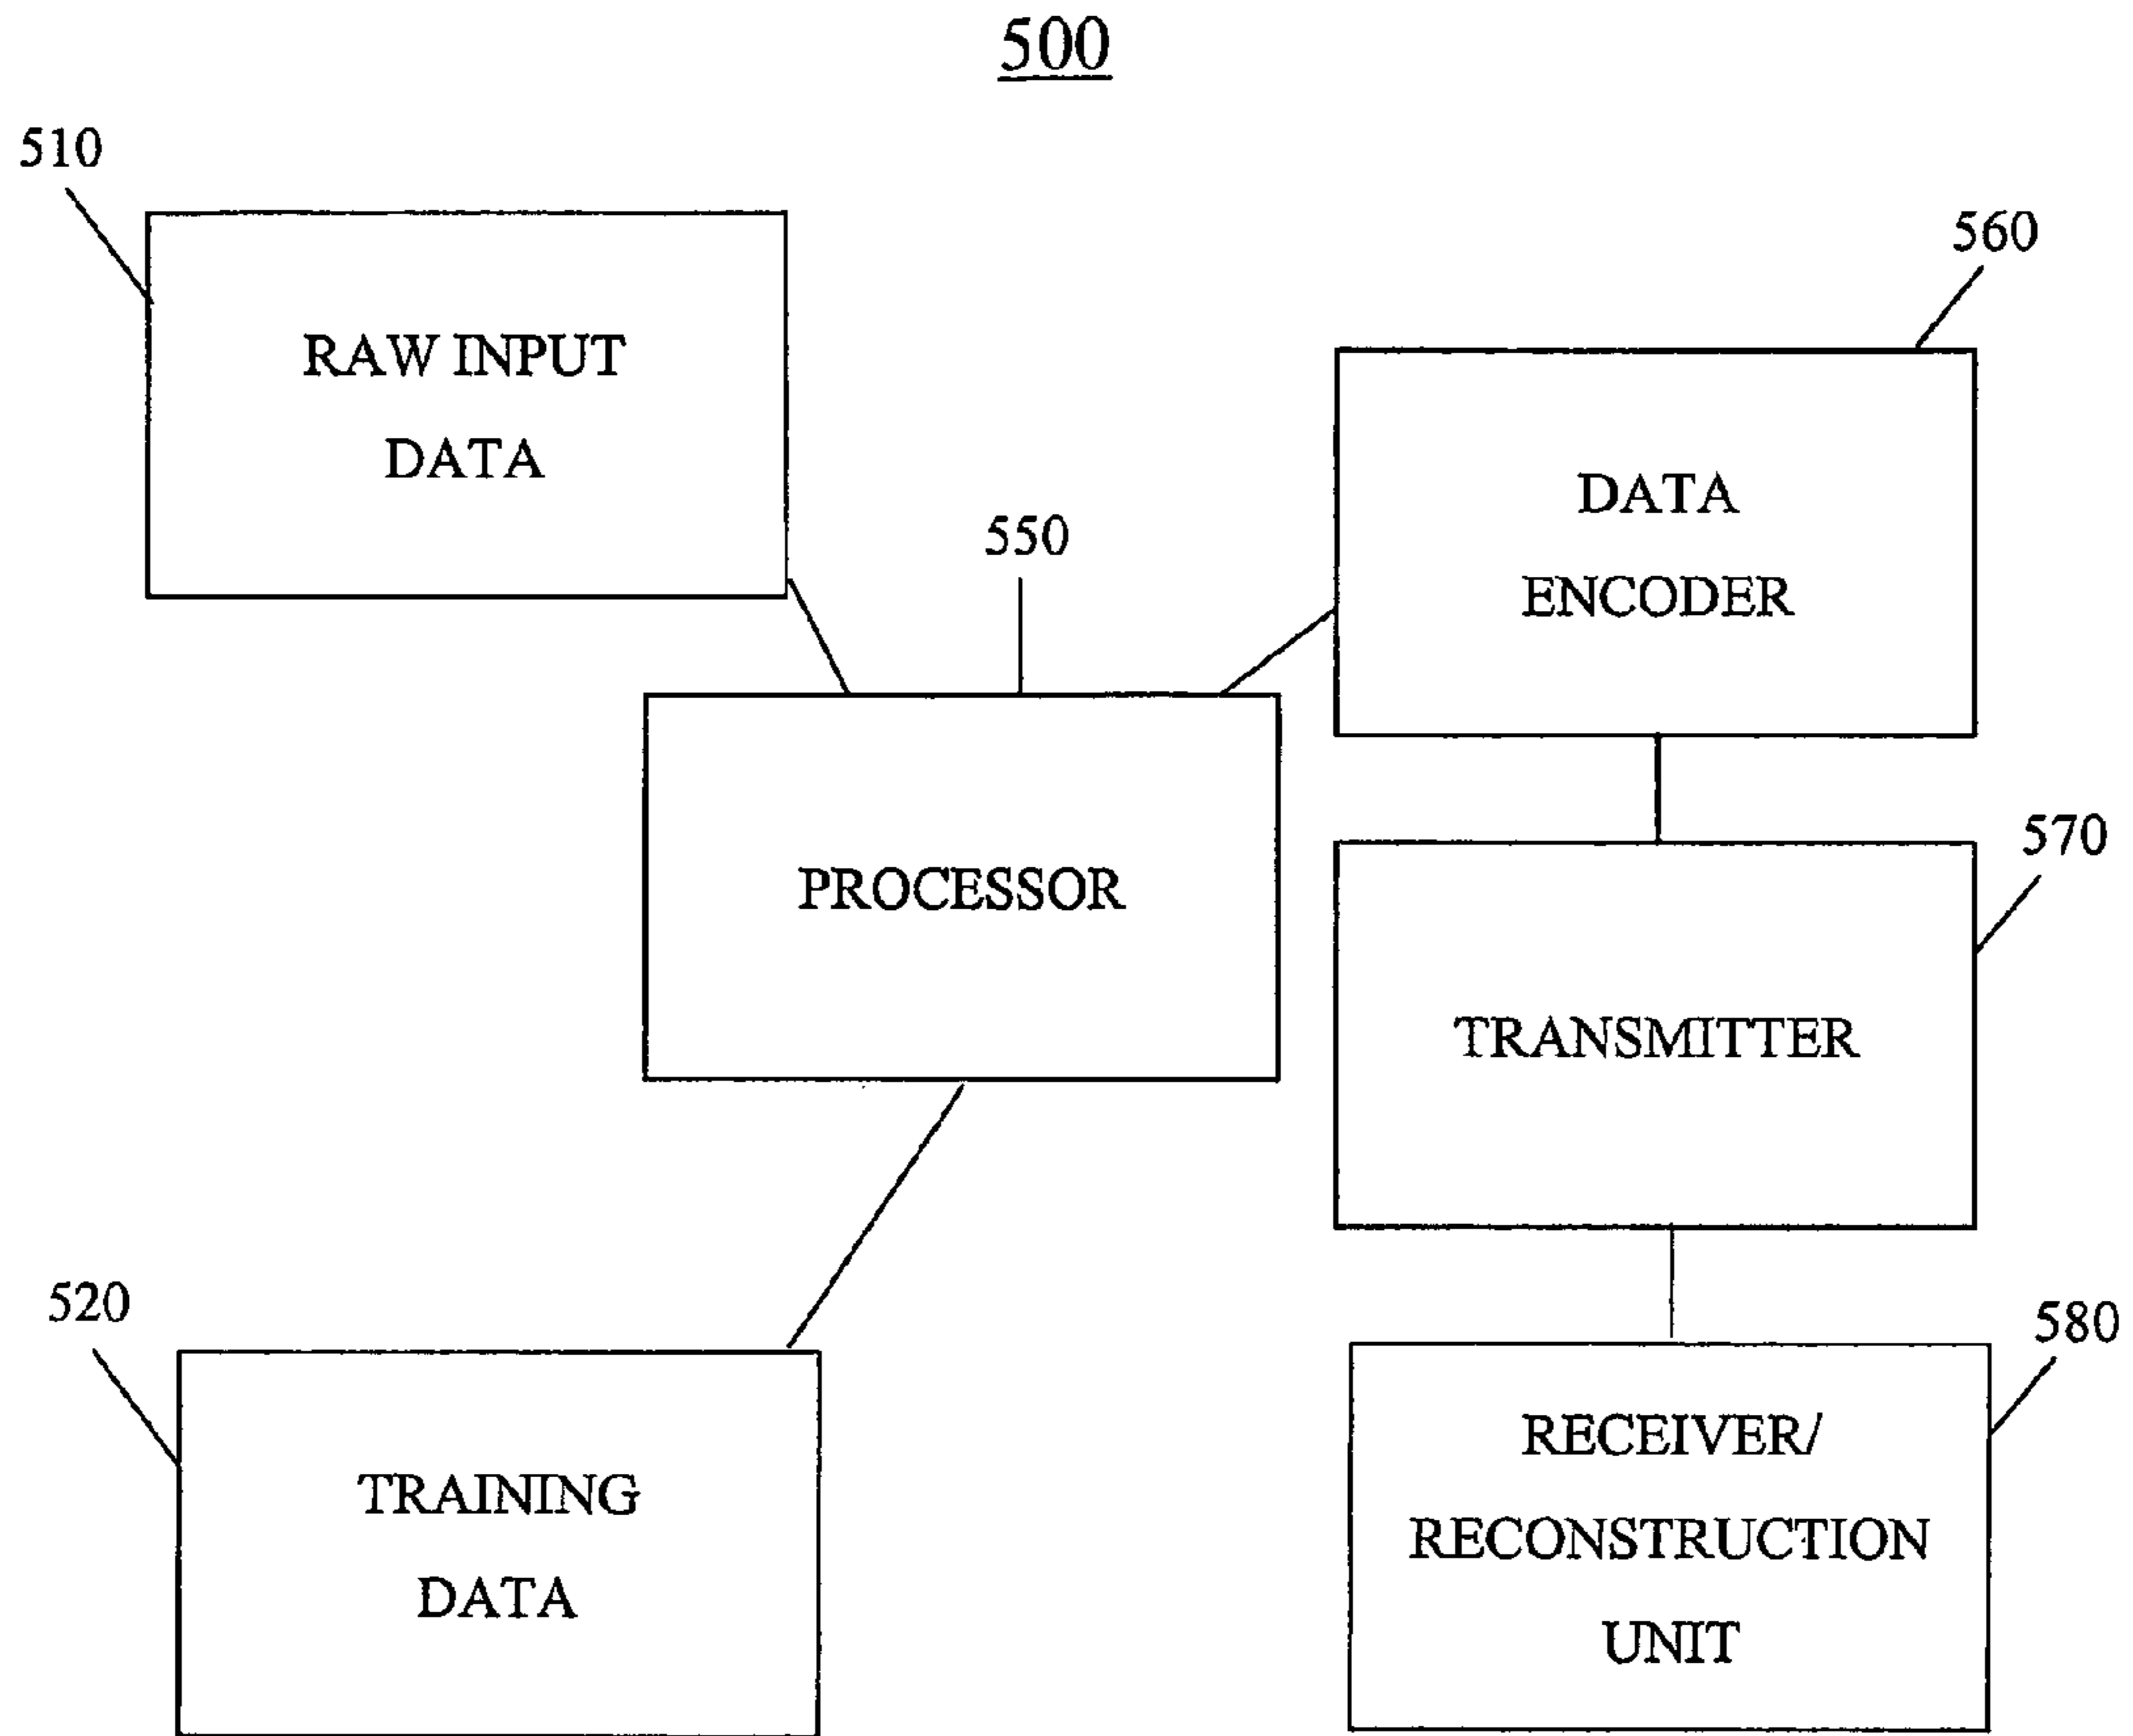 500
510
RAW INPUT
DATA
560
DATA
ENCODER
550
PROCESSOR
570
TRANSMITTER
520
TRAINING
DATA
580
RECEIVER/
RECONSTRUCTION
UNIT